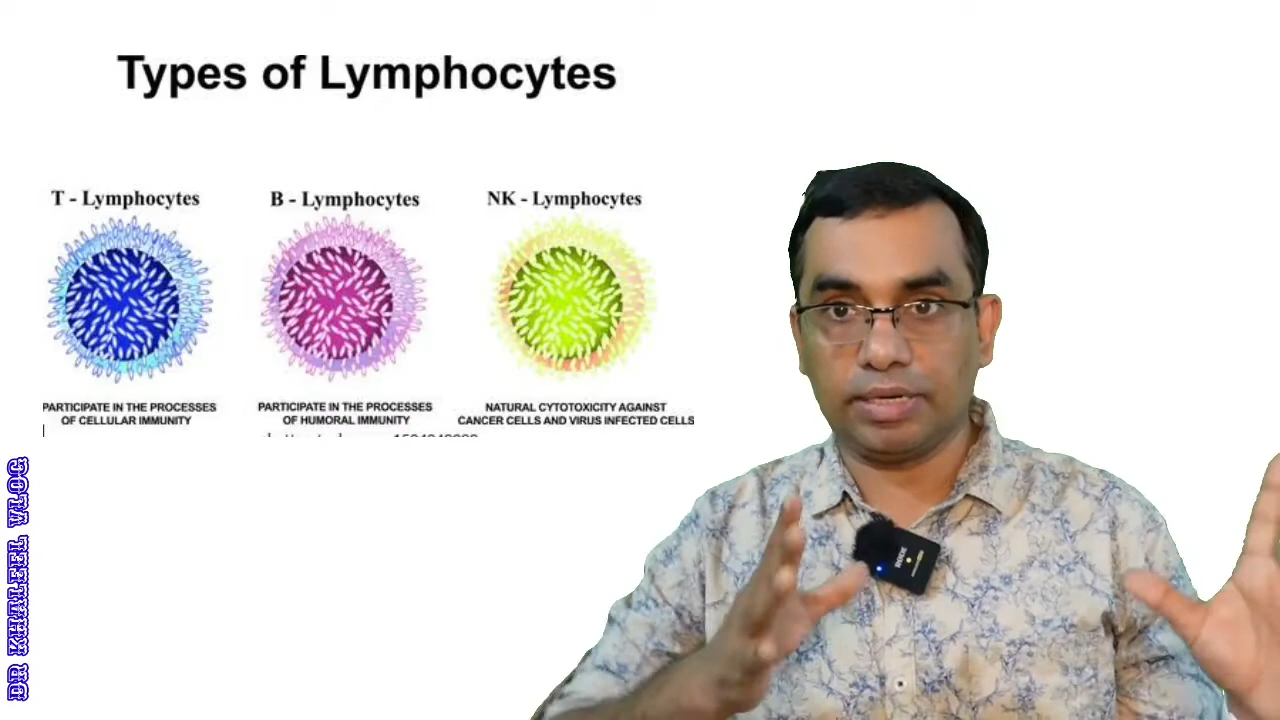 Types of Lymphocytes
T - Lymphocytes
B - Lymphocytes
NK - Lymphocytes
PARTICIPATE IN THE PROCESSES
OF CELLULAR IMMUNITY
PARTICIPATE IN THE PROCESSES
OF HUMORAL IMMUNITY
NATURAL CYTOTOXICITY AGAINST
CANCER CELLS AND VIRUS INFECTED CELLS
DR KHALEEL VLOG
RODE